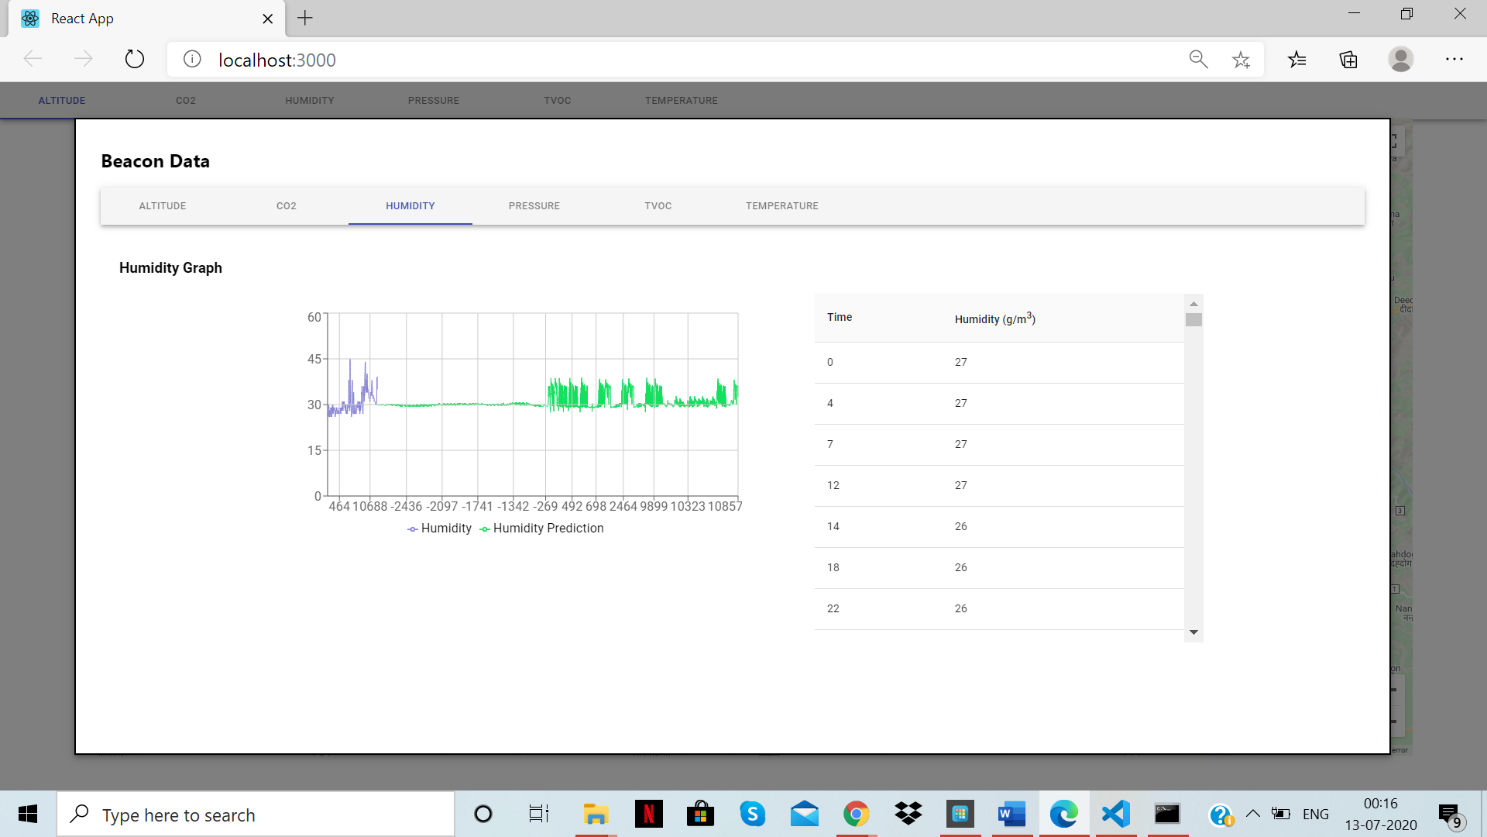 React App
localhost:3000
ALTITUDE CO2 HUMIDITY PRESSURE TVOC TEMPERATURE
Beacon Data
ALTITUDE CO2 HUMIDITY PRESSURE TVOC TEMPERATURE
Humidity Graph
Time Humidity (g/m³)
0 27
4 27
7 27
12 27
14 26
18 26
22 26
60
45
30
15
0
464 10688 -2436 -2097 -1741 -1342 -269 492 698 2464 9899 10323 10857
Humidity Humidity Prediction
Type here to search
ENG
00:16
13-07-2020
9